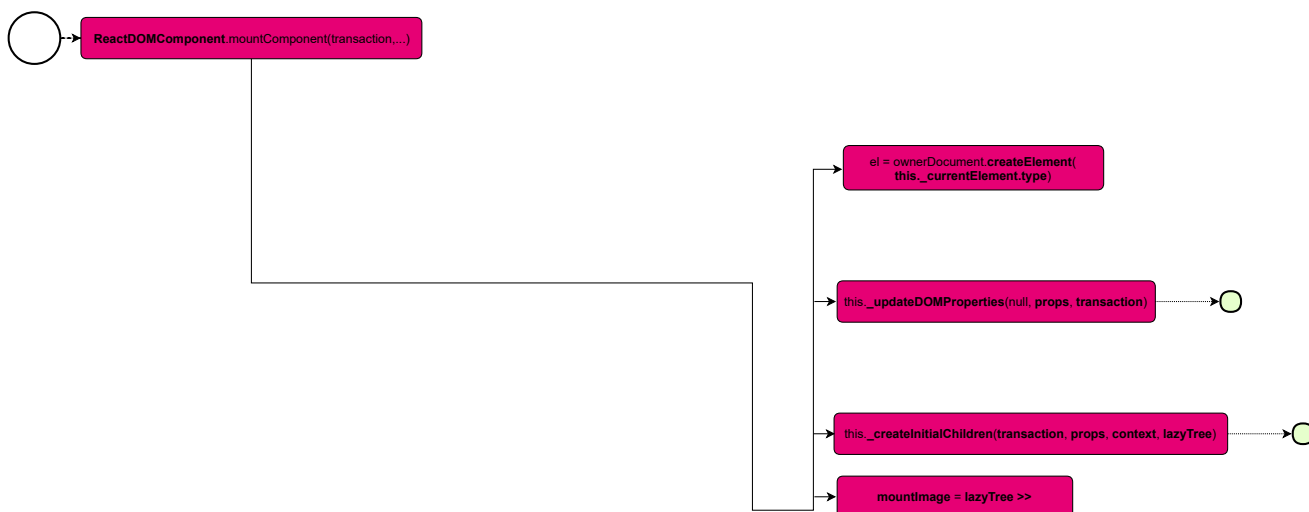 ReactDOMComponent.mountComponent(transaction,...)
el = ownerDocument.createElement(
this._currentElement.type)
this._updateDOMProperties(null, props, transaction)
this._createInitialChildren(transaction, props, context, lazyTree)
mountImage = lazyTree >>